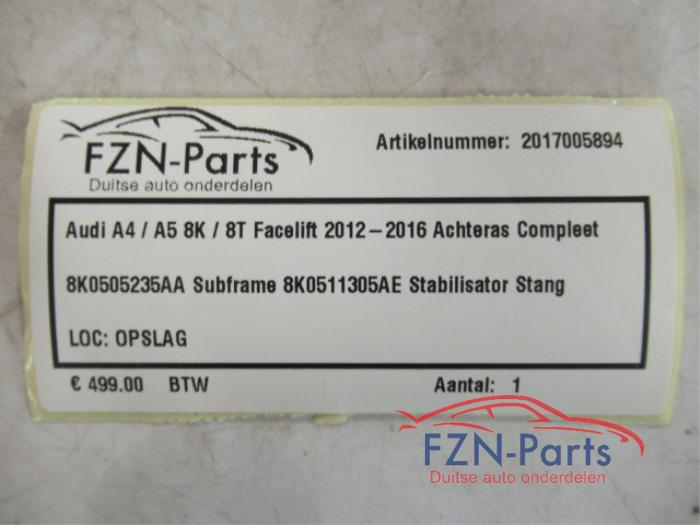 FZN-Parts
Duitse auto onderdelen
Artikelnummer: 2017005894
Audi A4 / A5 8K / 8T Facelift 2012-2016 Achteras Compleet
8K0505235AA Subframe 8K0511305AE Stabilisator Stang
LOC: OPSLAG
€ 499.00 BTW Aantal: 1
FZN-Parts
Duitse auto onderdelen